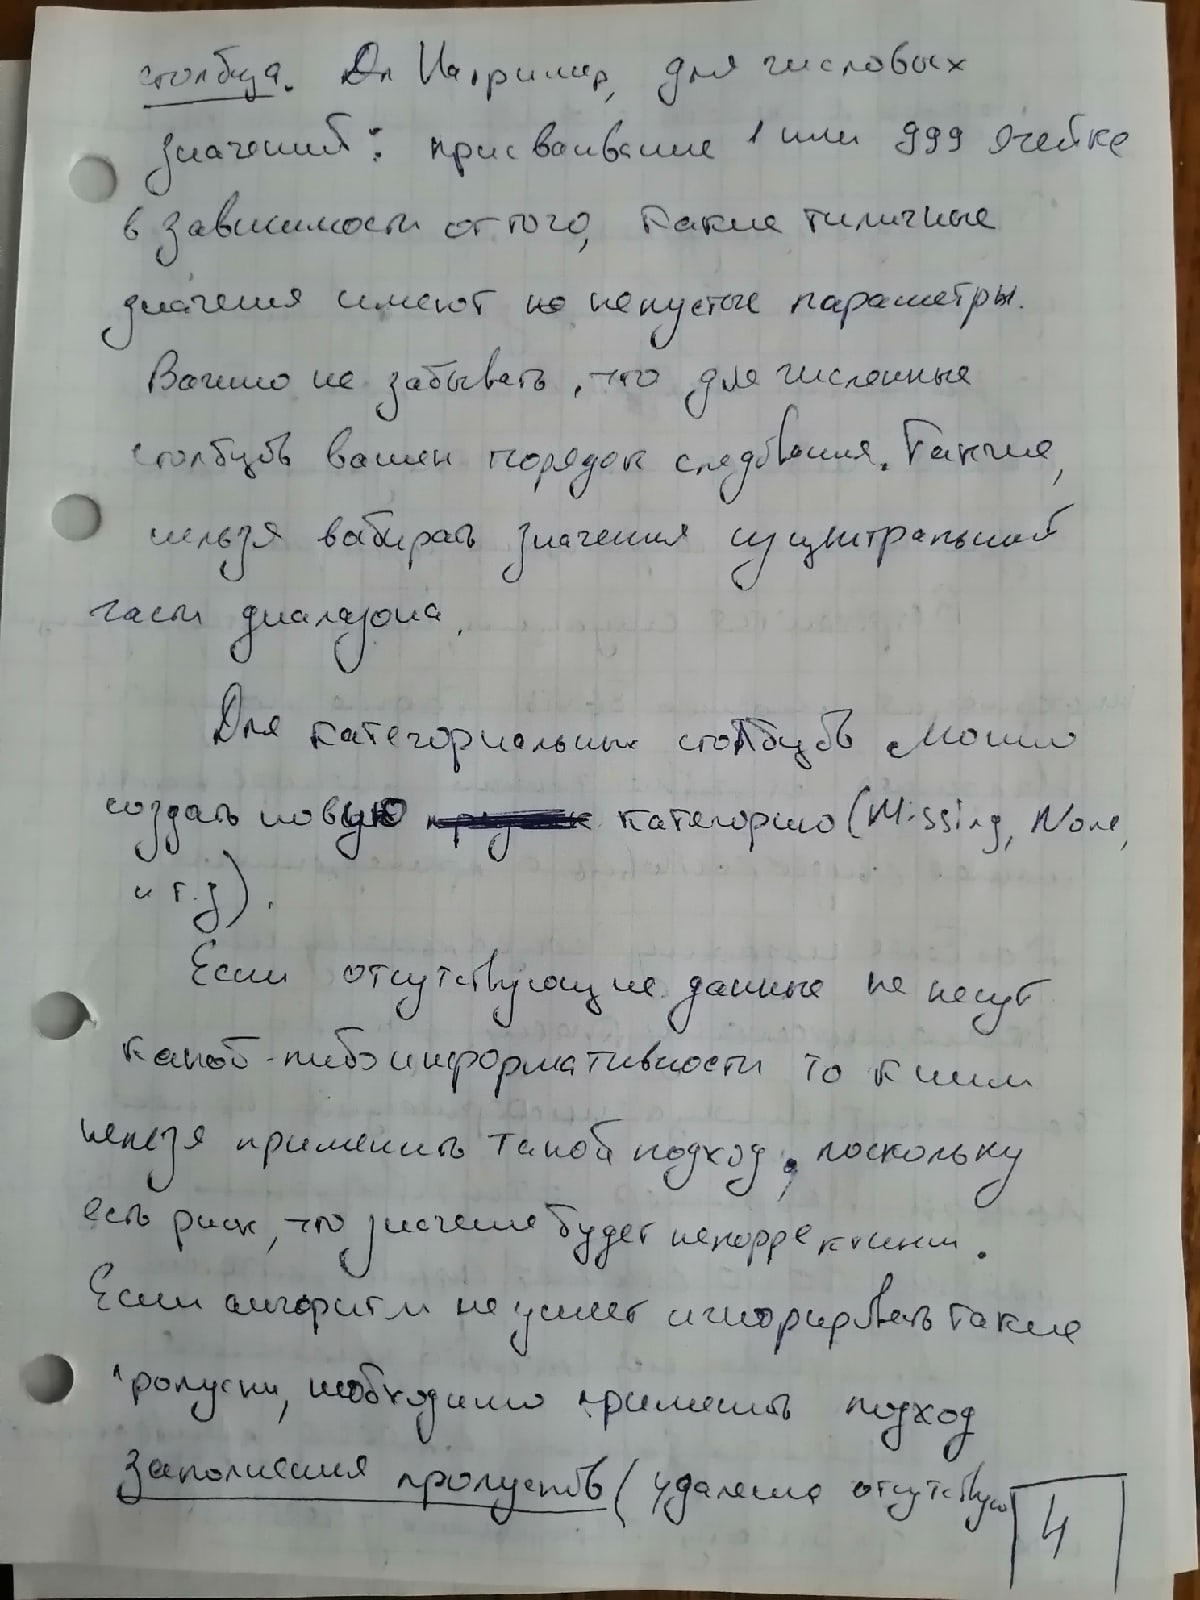 столбца. Дл Например, для числовых
значений: присваивание 1 или 999 ячейке
в зависимости от того, какие типичные
значения имеют не непустые параметры.
Важно не забывать, что для численные
столбцов важен порядок следования. Также,
нельзя выбирать значения из центральной
части диапазона.
Для категориальных столбцов можно
создать новую категорию (Missing, None,
и т.д).
Если отсутствующие данные не несут
какой-либо информативности то к ним
нельзя применить такой подход, поскольку
есть риск, что значение будет некорректным.
Если алгоритм не умеет игнорировать такие
пропуски, необходимо применить подход
заполнения пропусков (удаление отсутствую
4